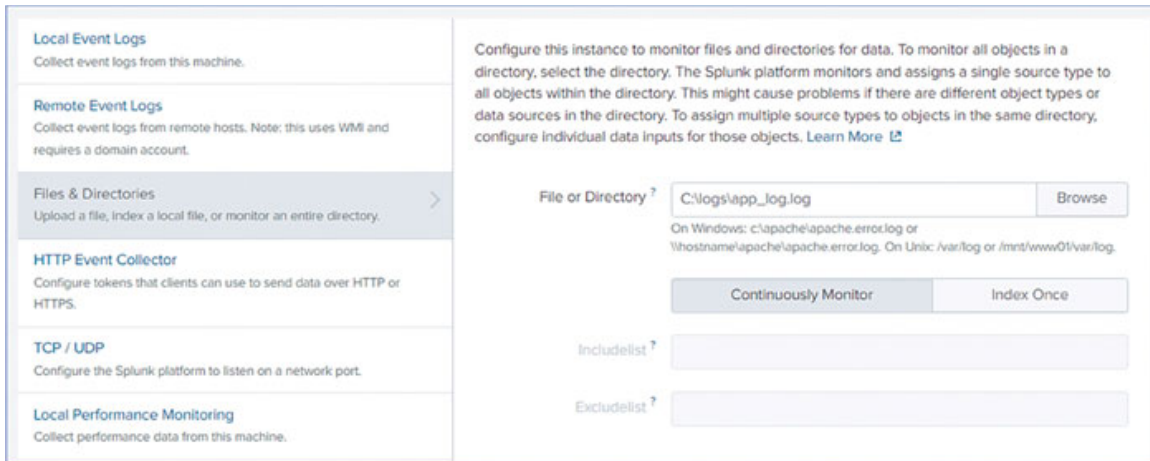 Local Event Logs
Collect event logs from this machine.
Remote Event Logs
Collect event logs from remote hosts. Note: this uses WMI and
requires a domain account.
Files & Directories
Upload a file, index a local file, or monitor an entire directory.
HTTP Event Collector
Configure tokens that clients can use to send data over HTTP or
HTTPS.
TCP / UDP
Configure the Splunk platform to listen on a network port.
Local Performance Monitoring
Collect performance data from this machine.
Configure this instance to monitor files and directories for data. To monitor all objects in a
directory, select the directory. The Splunk platform monitors and assigns a single source type to
all objects within the directory. This might cause problems if there are different object types or
data sources in the directory. To assign multiple source types to objects in the same directory,
configure individual data inputs for those objects. Learn More
File or Directory ? C:\logs\app_log.log Browse
On Windows: c:\apache\apache.error.log or
\\hostname\apache\apache.error.log. On Unix: /var/log or /mnt/www01/var/log.
Continuously Monitor Index Once
Includelist ?
Excludelist ?